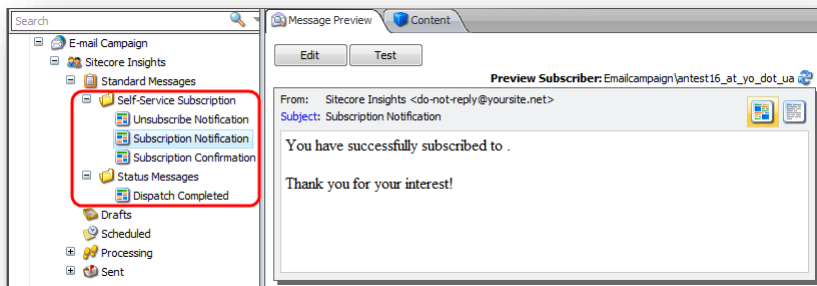 Search
E-mail Campaign
Sitecore Insights
Standard Messages
Self-Service Subscription
Unsubscribe Notification
Subscription Notification
Subscription Confirmation
Status Messages
Dispatch Completed
Drafts
Scheduled
Processing
Sent
Message Preview Content
Edit Test
Preview Subscriber: Emailcampaign\antest16_at_yo_dot_ua
From: Sitecore Insights <do-not-reply@yoursite.net>
Subject: Subscription Notification
You have successfully subscribed to .
Thank you for your interest!